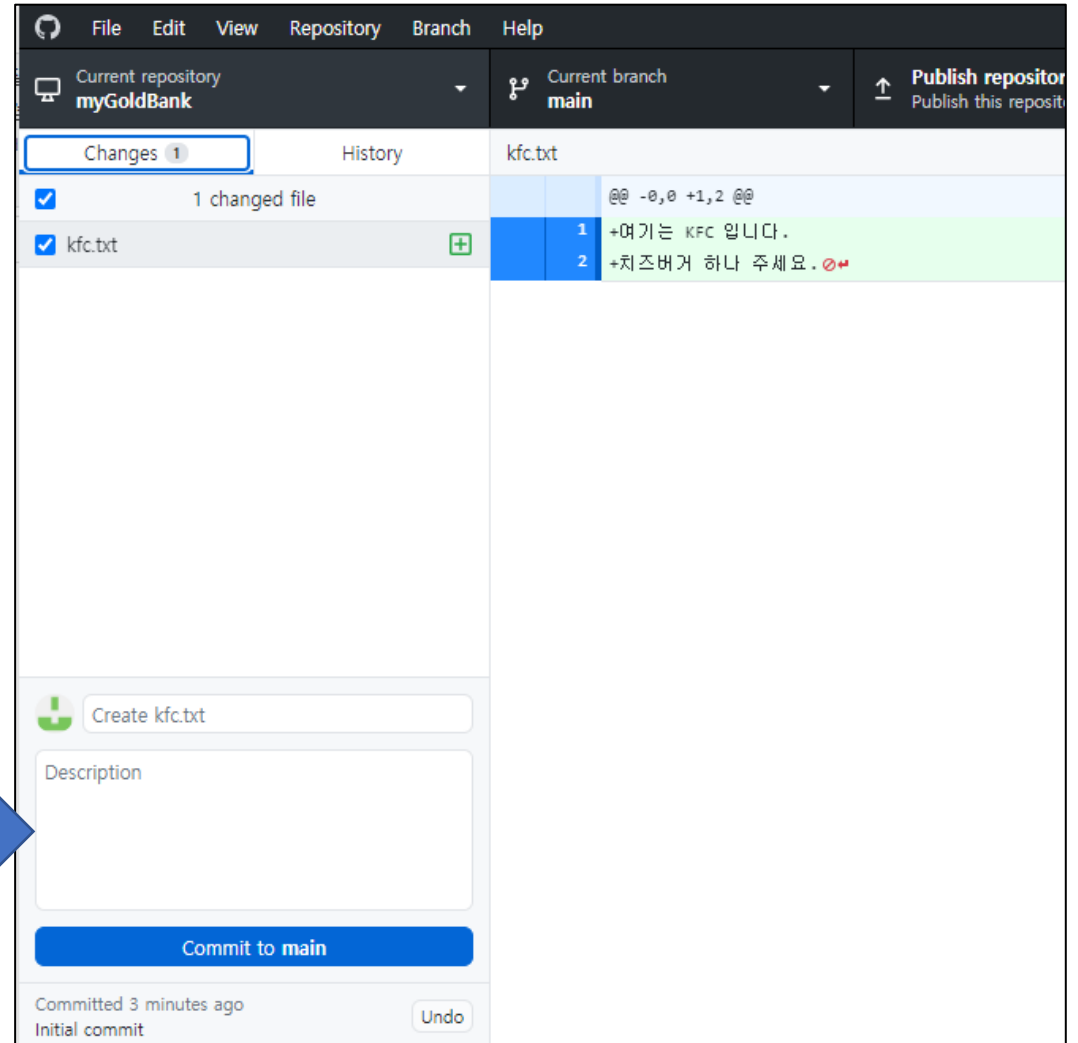 File Edit View Repository Branch Help
Current repository
myGoldBank
Current branch
main
Publish repositor
Publish this reposit
Changes 1 History
kfc.txt
1 changed file
@@ -0,0 +1,2 @@
kfc.txt
1 +여기는 KFC 입니다.
2 +치즈버거 하나 주세요.
Create kfc.txt
Description
Commit to main
Committed 3 minutes ago
Initial commit
Undo